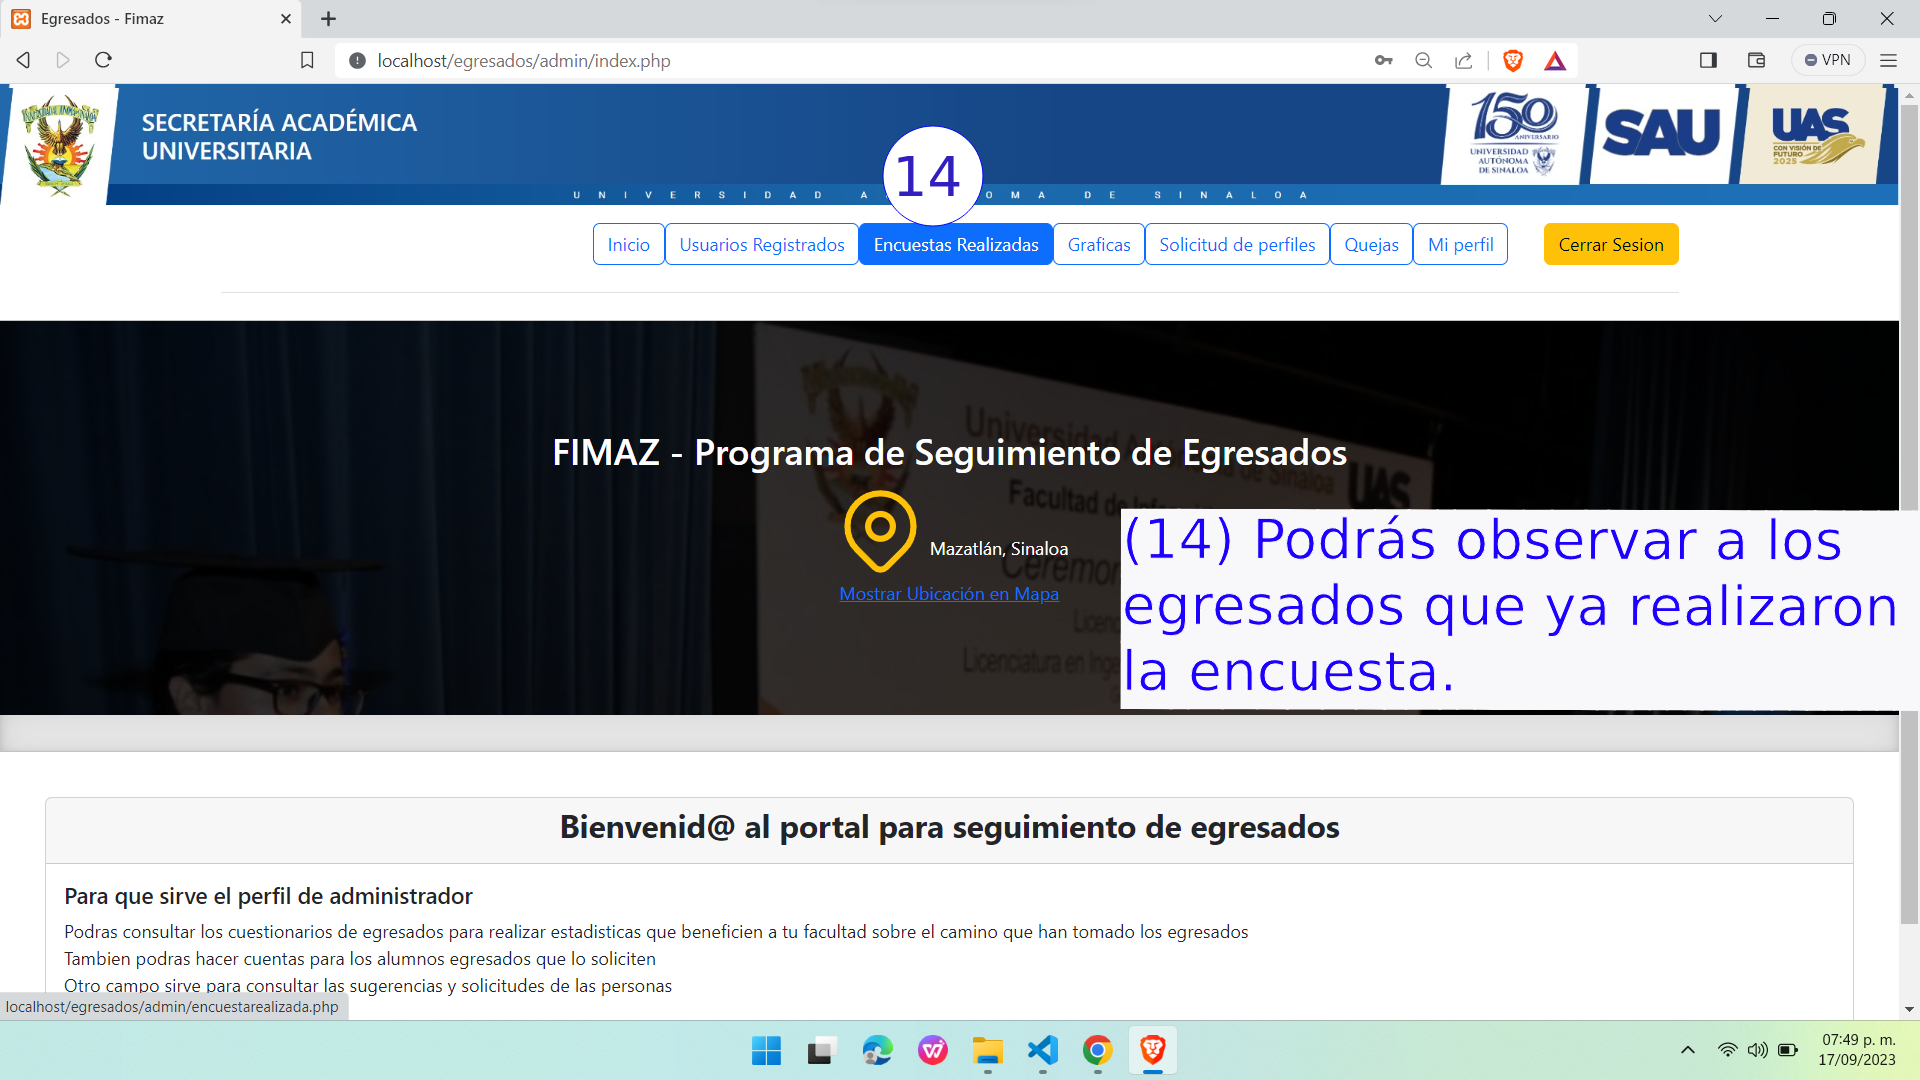 Egresados - Fimaz
localhost/egresados/admin/index.php
VPN
SECRETARÍA ACADÉMICA
UNIVERSITARIA
150
ANIVERSARIO
UNIVERSIDAD
AUTÓNOMA
DE SINALOA
SAU
UAS
CON VISIÓN DE
FUTURO
2025
14
UNIVERSIDAD A OMA DE SINALOA
Inicio
Usuarios Registrados
Encuestas Realizadas
Graficas
Solicitud de perfiles
Quejas
Mi perfil
Cerrar Sesion
FIMAZ - Programa de Seguimiento de Egresados
Mazatlán, Sinaloa
Mostrar Ubicación en Mapa
(14) Podrás observar a los
egresados que ya realizaron
la encuesta.
Bienvenid@ al portal para seguimiento de egresados
Para que sirve el perfil de administrador
Podras consultar los cuestionarios de egresados para realizar estadisticas que beneficien a tu facultad sobre el camino que han tomado los egresados
Tambien podras hacer cuentas para los alumnos egresados que lo soliciten
Otro campo sirve para consultar las sugerencias y solicitudes de las personas
localhost/egresados/admin/encuestarealizada.php
07:49 p. m.
17/09/2023